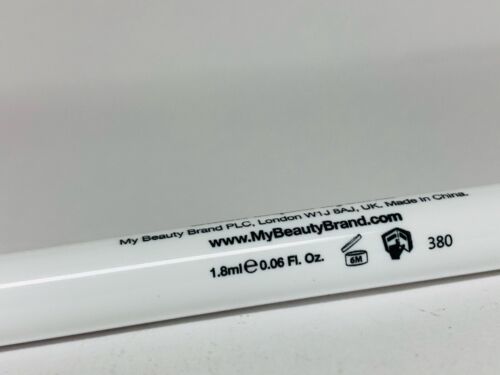 My Beauty Brand PLC, London W1J 8AJ, UK. Made in China.
www.MyBeautyBrand.com
1.8ml℮0.06 Fl. Oz. 6M 380